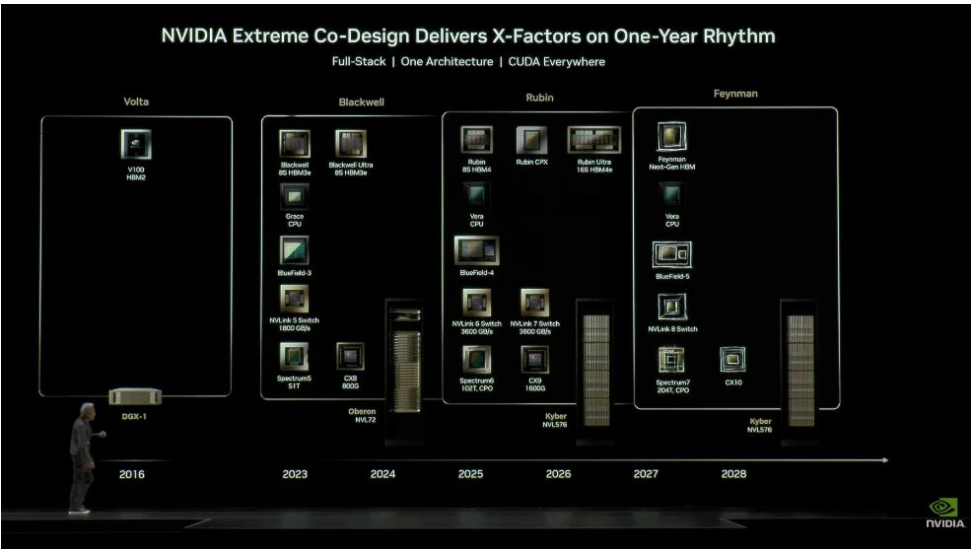 NVIDIA Extreme Co-Design Delivers X-Factors on One-Year Rhythm
Full-Stack | One Architecture | CUDA Everywhere
Volta
V100
HBM2
DGX-1
Blackwell
Blackwell
8S HBM3e
Blackwell Ultra
8S HBM3e
Grace
CPU
BlueField-3
NVLink 5 Switch
1800 GB/s
Spectrum5
51T
CX8
800G
Oberon
NVL72
Rubin
Rubin
8S HBM4
Rubin CPX
Rubin Ultra
16S HBM4e
Vera
CPU
BlueField-4
NVLink 6 Switch
3600 GB/s
NVLink 7 Switch
3600 GB/s
Spectrum6
102T, CPO
CX9
1600G
Kyber
NVL576
Feynman
Feynman
Next-Gen HBM
Vera
CPU
BlueField-5
NVLink 8 Switch
Spectrum7
204T, CPO
CX10
Kyber
NVL576
2016
2023
2024
2025
2026
2027
2028
NVIDIA